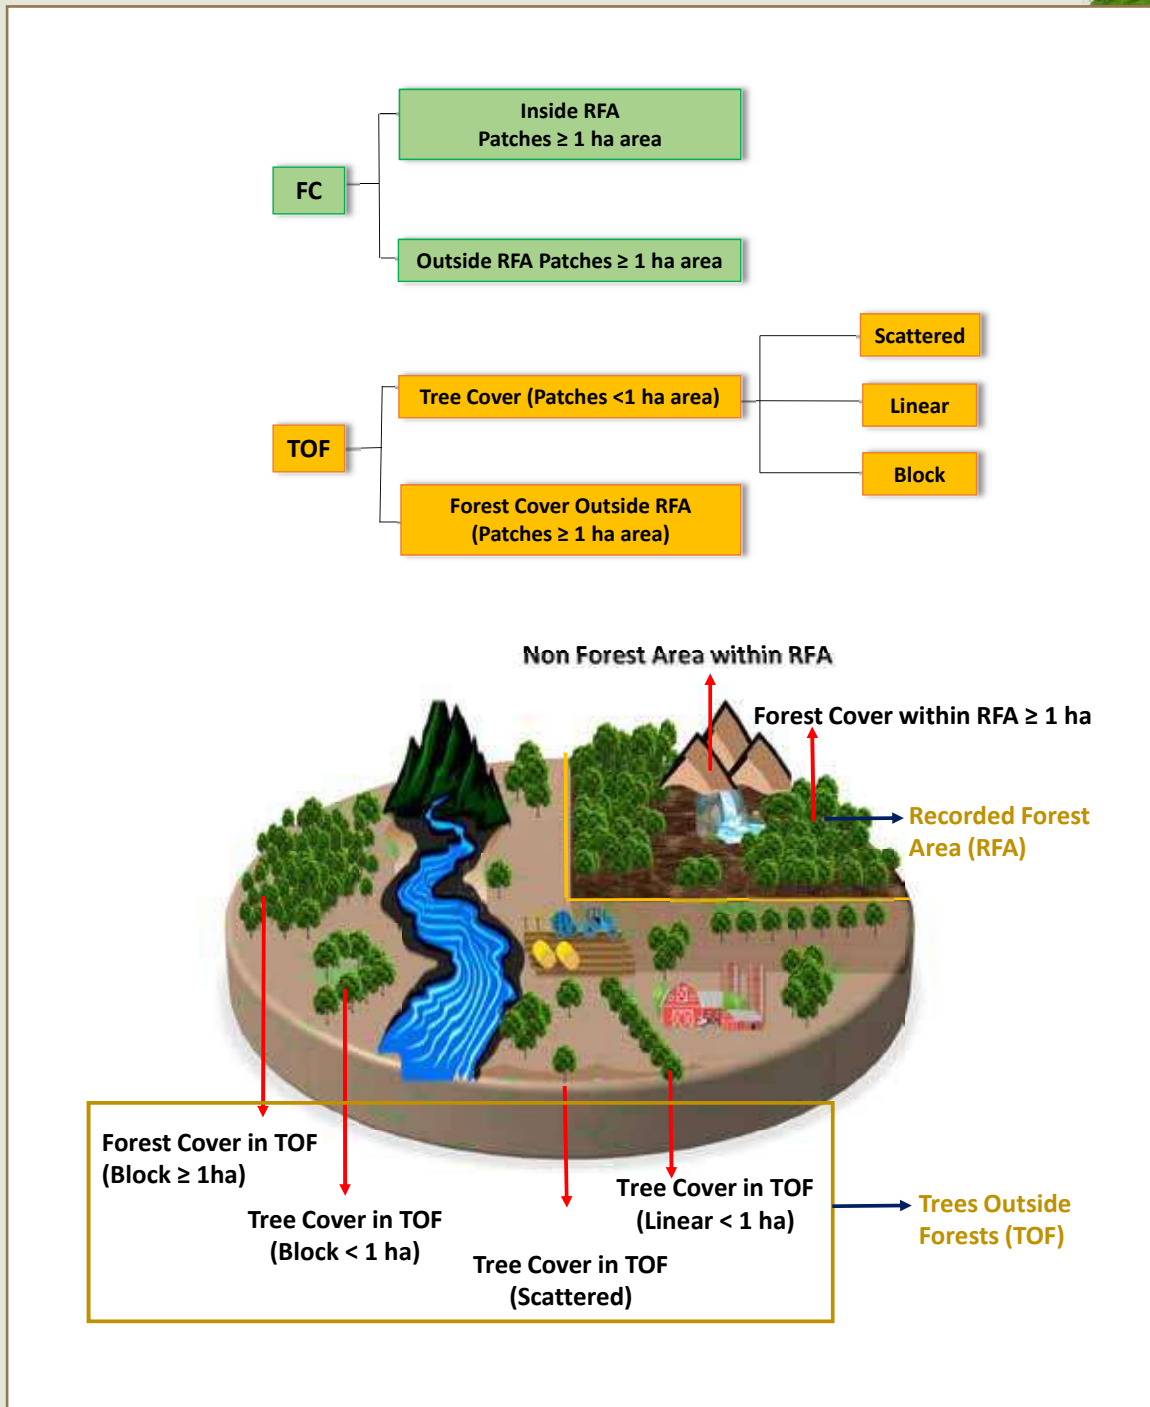 Inside RFA
Patches ≥ 1 ha area
FC
Outside RFA Patches ≥ 1 ha area
Scattered
Tree Cover (Patches <1 ha area)
Linear
TOF
Block
Forest Cover Outside RFA
(Patches ≥ 1 ha area)
Non Forest Area within RFA
Forest Cover within RFA ≥ 1 ha
Recorded Forest
Area (RFA)
Forest Cover in TOF
(Block ≥ 1ha)
Tree Cover in TOF
(Block < 1 ha)
Tree Cover in TOF
(Scattered)
Tree Cover in TOF
(Linear < 1 ha)
Trees Outside
Forests (TOF)